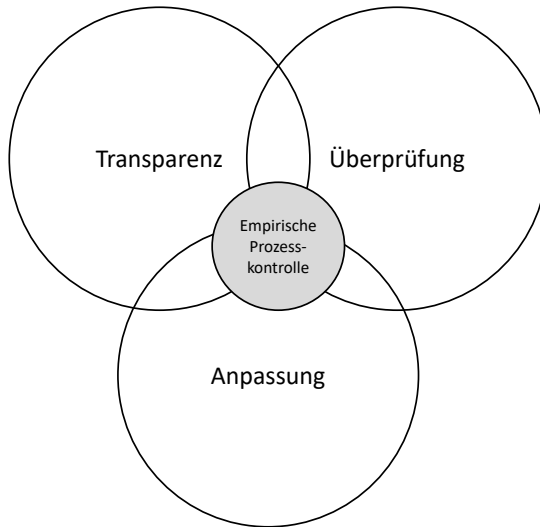 Transparenz
Überprüfung
Empirische
Prozess-
kontrolle
Anpassung